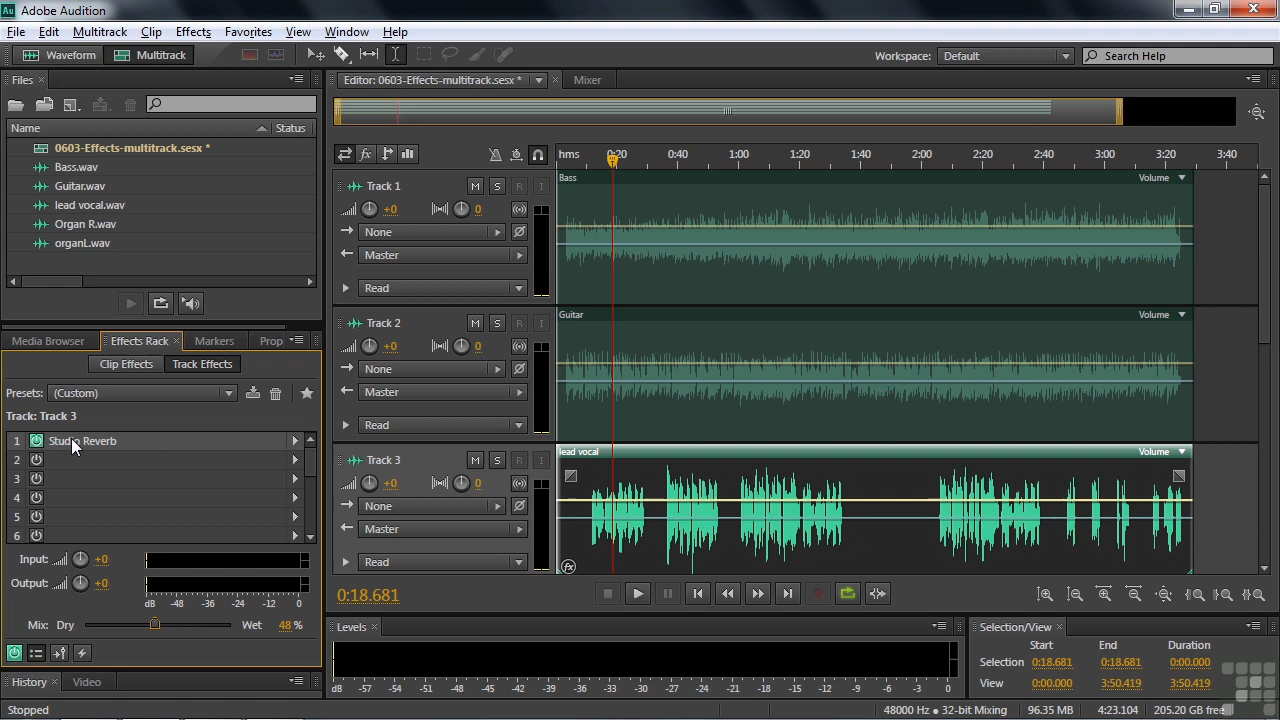 Au Adobe Audition
File Edit Multitrack Clip Effects Favorites View Window Help
Waveform Multitrack Workspace: Default Search Help
Files × Editor: 0603-Effects-multitrack.sesx * × Mixer
Name Status
0603-Effects-multitrack.sesx *
Bass.wav
Guitar.wav
lead vocal.wav
Organ R.wav
organL.wav
fx hms 0:20 0:40 1:00 1:20 1:40 2:00 2:20 2:40 3:00 3:20 3:40
Track 1 M S R I
+0 0
None
Master
Read
Bass Volume
Track 2 M S R I
+0 0
None
Master
Read
Guitar Volume
Track 3 M S R I
+0 0
None
Master
Read
lead vocal Volume
fx
Media Browser Effects Rack × Markers Prop
Clip Effects Track Effects
Presets: (Custom)
Track: Track 3
1 Studio Reverb
2
3
4
5
6
Input: +0
Output: +0
dB -48 -36 -24 -12 0
Mix: Dry Wet 48 %
History × Video
0:18.681
Levels ×
dB -57 -54 -51 -48 -45 -42 -39 -36 -33 -30 -27 -24 -21 -18 -15 -12 -9 -6 -3 0
Selection/View ×
Start End Duration
Selection 0:18.681 0:18.681 0:00.000
View 0:00.000 3:50.419 3:50.419
Stopped 48000 Hz ● 32-bit Mixing 96.35 MB 4:23.104 205.20 GB free